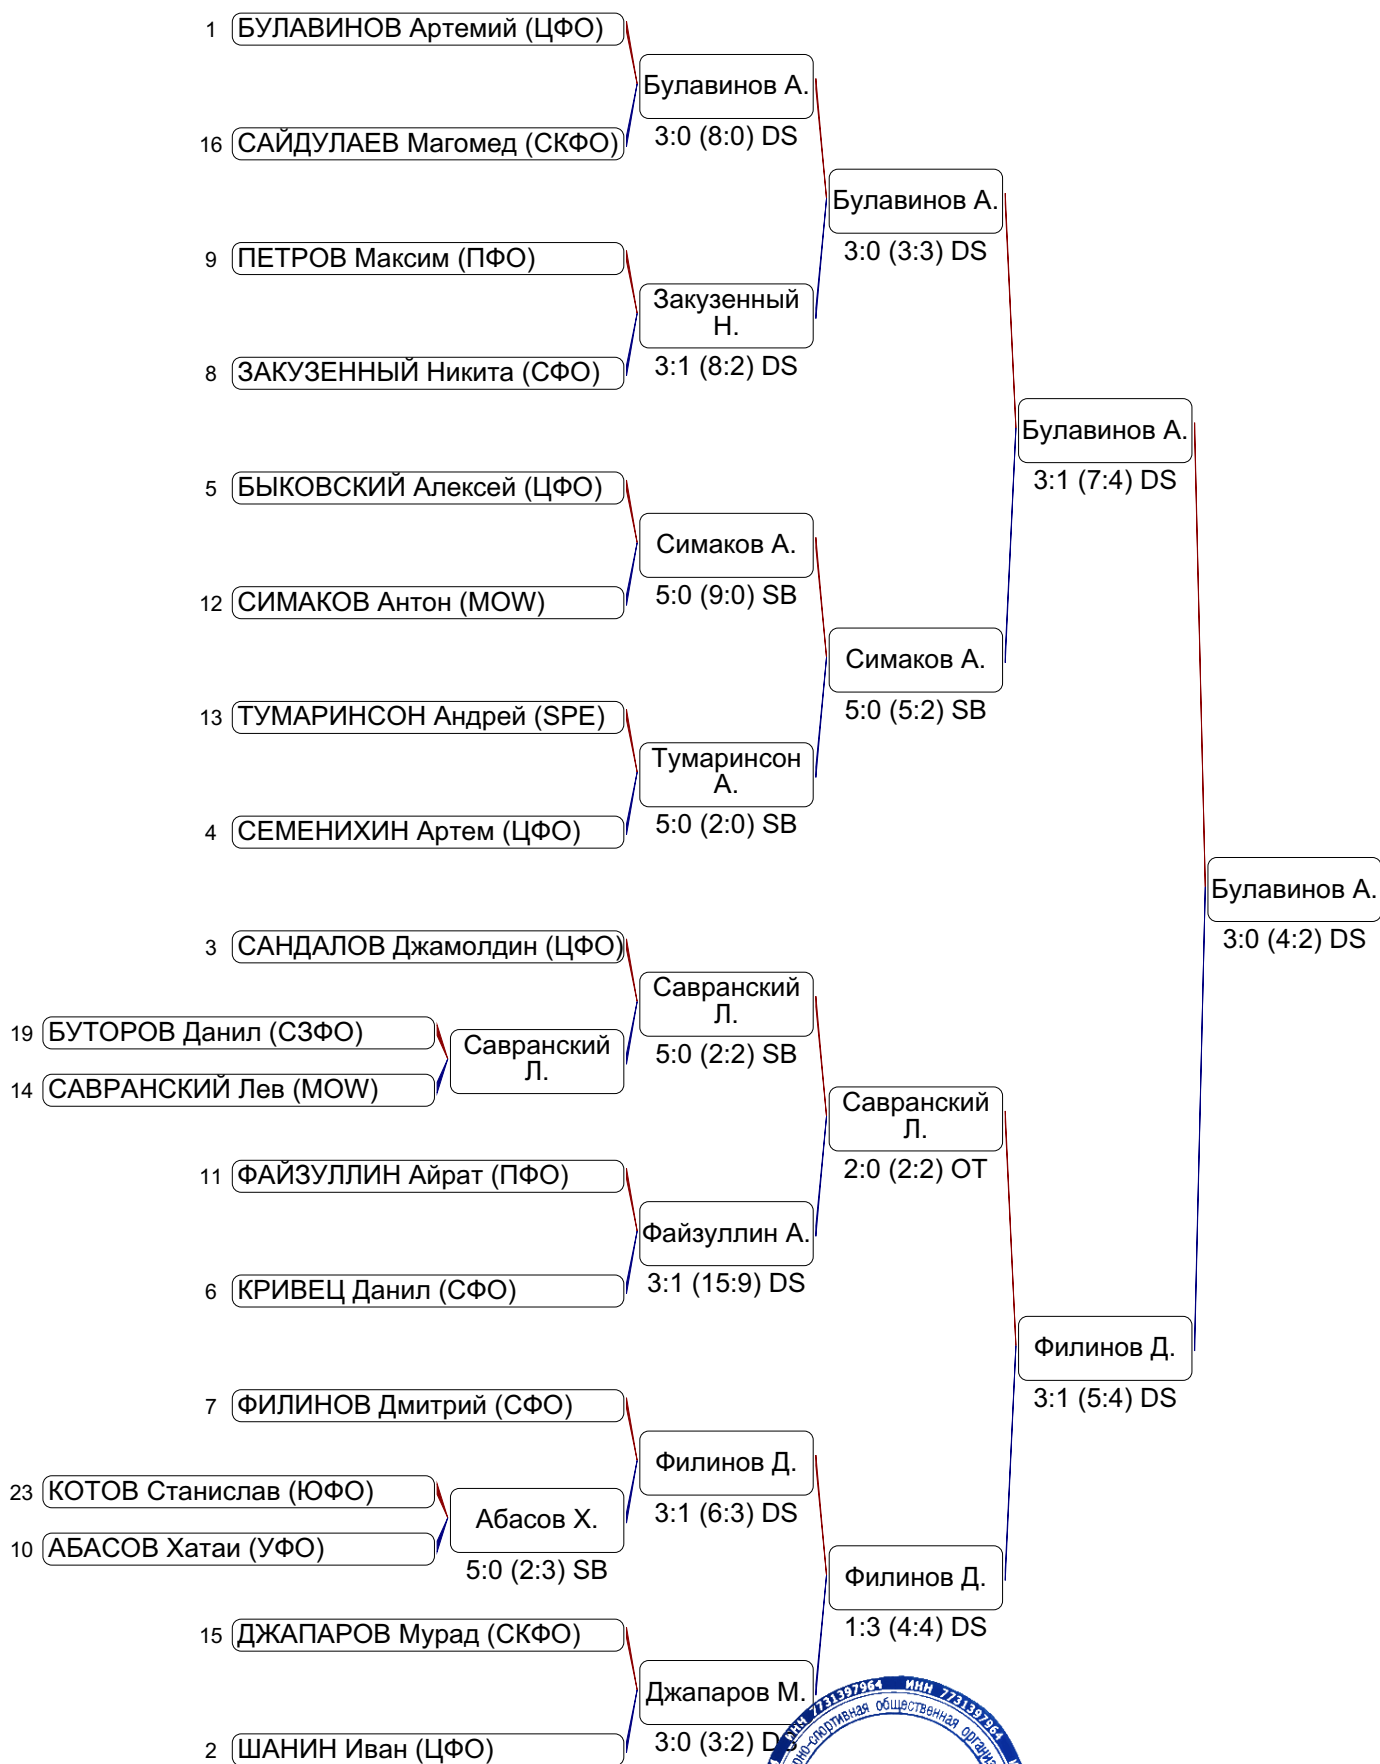 1 БУЛАВИНОВ Артемий (ЦФО)
Булавинов А.
3:0 (8:0) DS
16 САЙДУЛАЕВ Магомед (СКФО)
Булавинов А.
3:0 (3:3) DS
9 ПЕТРОВ Максим (ПФО)
Закузенный
Н.
3:1 (8:2) DS
8 ЗАКУЗЕННЫЙ Никита (СФО)
Булавинов А.
3:1 (7:4) DS
5 БЫКОВСКИЙ Алексей (ЦФО)
Симаков А.
5:0 (9:0) SB
12 СИМАКОВ Антон (MOW)
Симаков А.
5:0 (5:2) SB
13 ТУМАРИНСОН Андрей (SPE)
Тумаринсон
А.
5:0 (2:0) SB
4 СЕМЕНИХИН Артем (ЦФО)
Булавинов А.
3:0 (4:2) DS
3 САНДАЛОВ Джамолдин (ЦФО)
Савранский
Л.
5:0 (2:2) SB
19 БУТОРОВ Данил (СЗФО)
Савранский
Л.
14 САВРАНСКИЙ Лев (MOW)
Савранский
Л.
2:0 (2:2) OT
11 ФАЙЗУЛЛИН Айрат (ПФО)
Файзуллин А.
3:1 (15:9) DS
6 КРИВЕЦ Данил (СФО)
Филинов Д.
3:1 (5:4) DS
7 ФИЛИНОВ Дмитрий (СФО)
Филинов Д.
3:1 (6:3) DS
23 КОТОВ Станислав (ЮФО)
Абасов Х.
5:0 (2:3) SB
10 АБАСОВ Хатаи (УФО)
Филинов Д.
1:3 (4:4) DS
15 ДЖАПАРОВ Мурад (СКФО)
Джапаров М.
3:0 (3:2) DS
2 ШАНИН Иван (ЦФО)
ИНН 7731397964 ИНН 7731397964
общественная